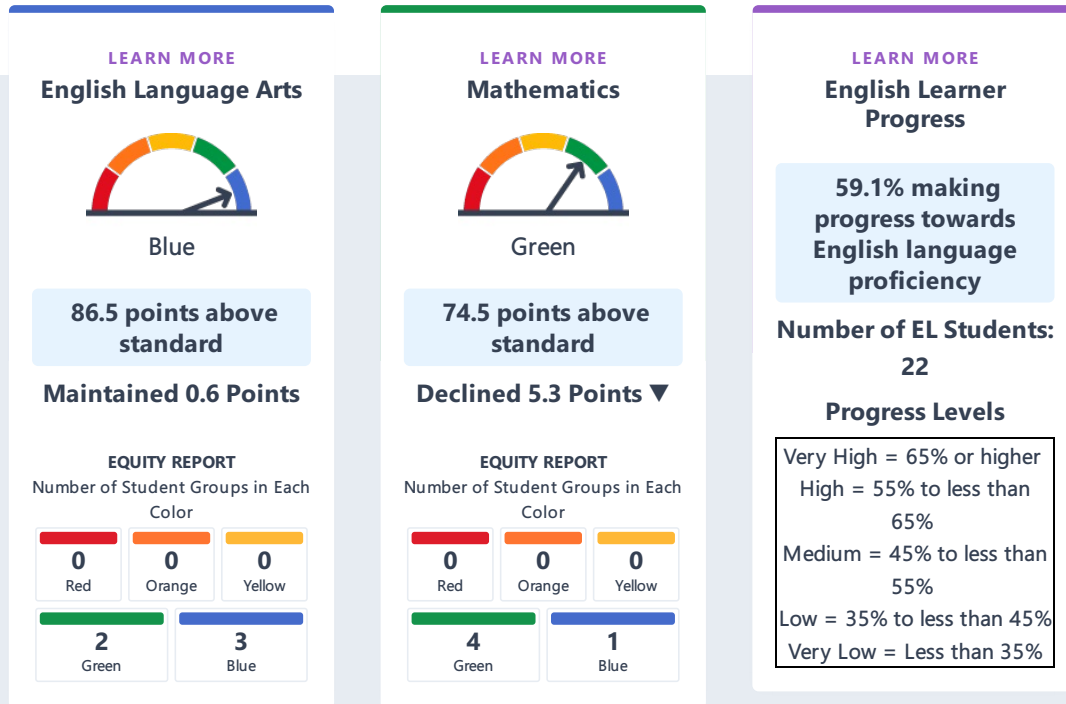 LEARN MORE
English Language Arts
Blue
86.5 points above
standard
Maintained 0.6 Points
EQUITY REPORT
Number of Student Groups in Each
Color
0
Red
0
Orange
0
Yellow
2
Green
3
Blue
LEARN MORE
Mathematics
Green
74.5 points above
standard
Declined 5.3 Points ▼
EQUITY REPORT
Number of Student Groups in Each
Color
0
Red
0
Orange
0
Yellow
4
Green
1
Blue
LEARN MORE
English Learner
Progress
59.1% making
progress towards
English language
proficiency
Number of EL Students:
22
Progress Levels
Very High = 65% or higher
High = 55% to less than
65%
Medium = 45% to less than
55%
Low = 35% to less than 45%
Very Low = Less than 35%